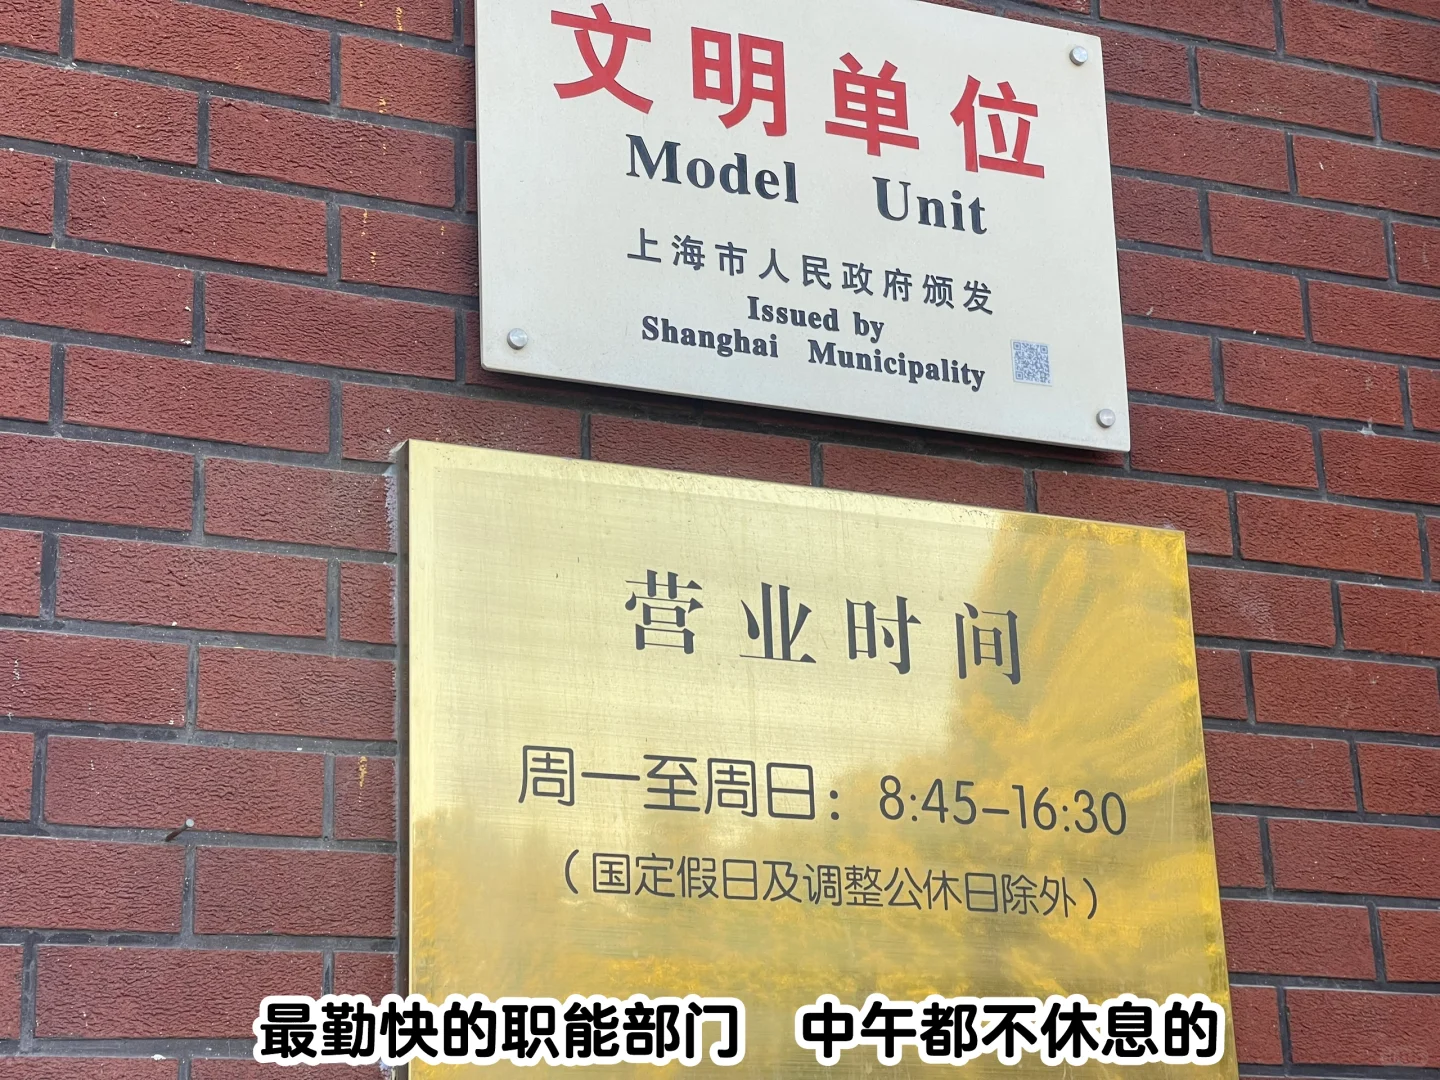 文明单位
Model Unit
上海市人民政府颁发
Issued by
Shanghai Municipality
营业时间
周一至周日：8:45-16:30
（国定假日及调整公休日除外）
最勤快的职能部门 中午都不休息的